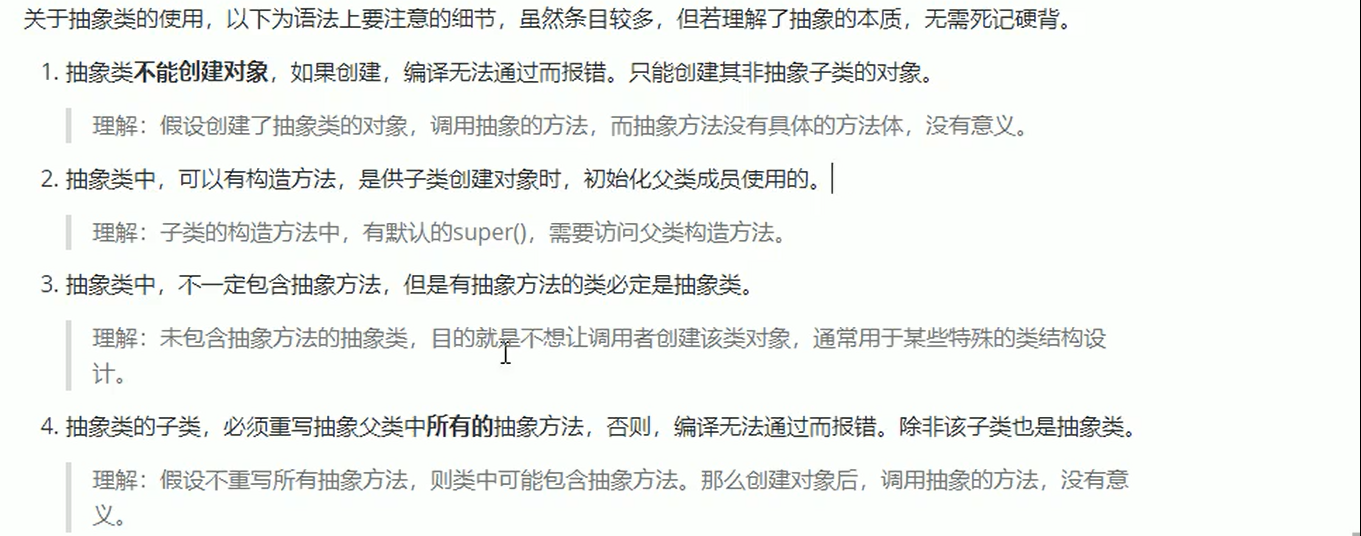 关于抽象类的使用，以下为语法上要注意的细节，虽然条目较多，但若理解了抽象的本质，无需死记硬背。
1. 抽象类不能创建对象，如果创建，编译无法通过而报错。只能创建其非抽象子类的对象。
理解：假设创建了抽象类的对象，调用抽象的方法，而抽象方法没有具体的方法体，没有意义。
2. 抽象类中，可以有构造方法，是供子类创建对象时，初始化父类成员使用的。
理解：子类的构造方法中，有默认的super()，需要访问父类构造方法。
3. 抽象类中，不一定包含抽象方法，但是有抽象方法的类必定是抽象类。
理解：未包含抽象方法的抽象类，目的就是不想让调用者创建该类对象，通常用于某些特殊的类结构设
计。
4. 抽象类的子类，必须重写抽象父类中所有的抽象方法，否则，编译无法通过而报错。除非该子类也是抽象类。
理解：假设不重写所有抽象方法，则类中可能包含抽象方法。那么创建对象后，调用抽象的方法，没有意
义。